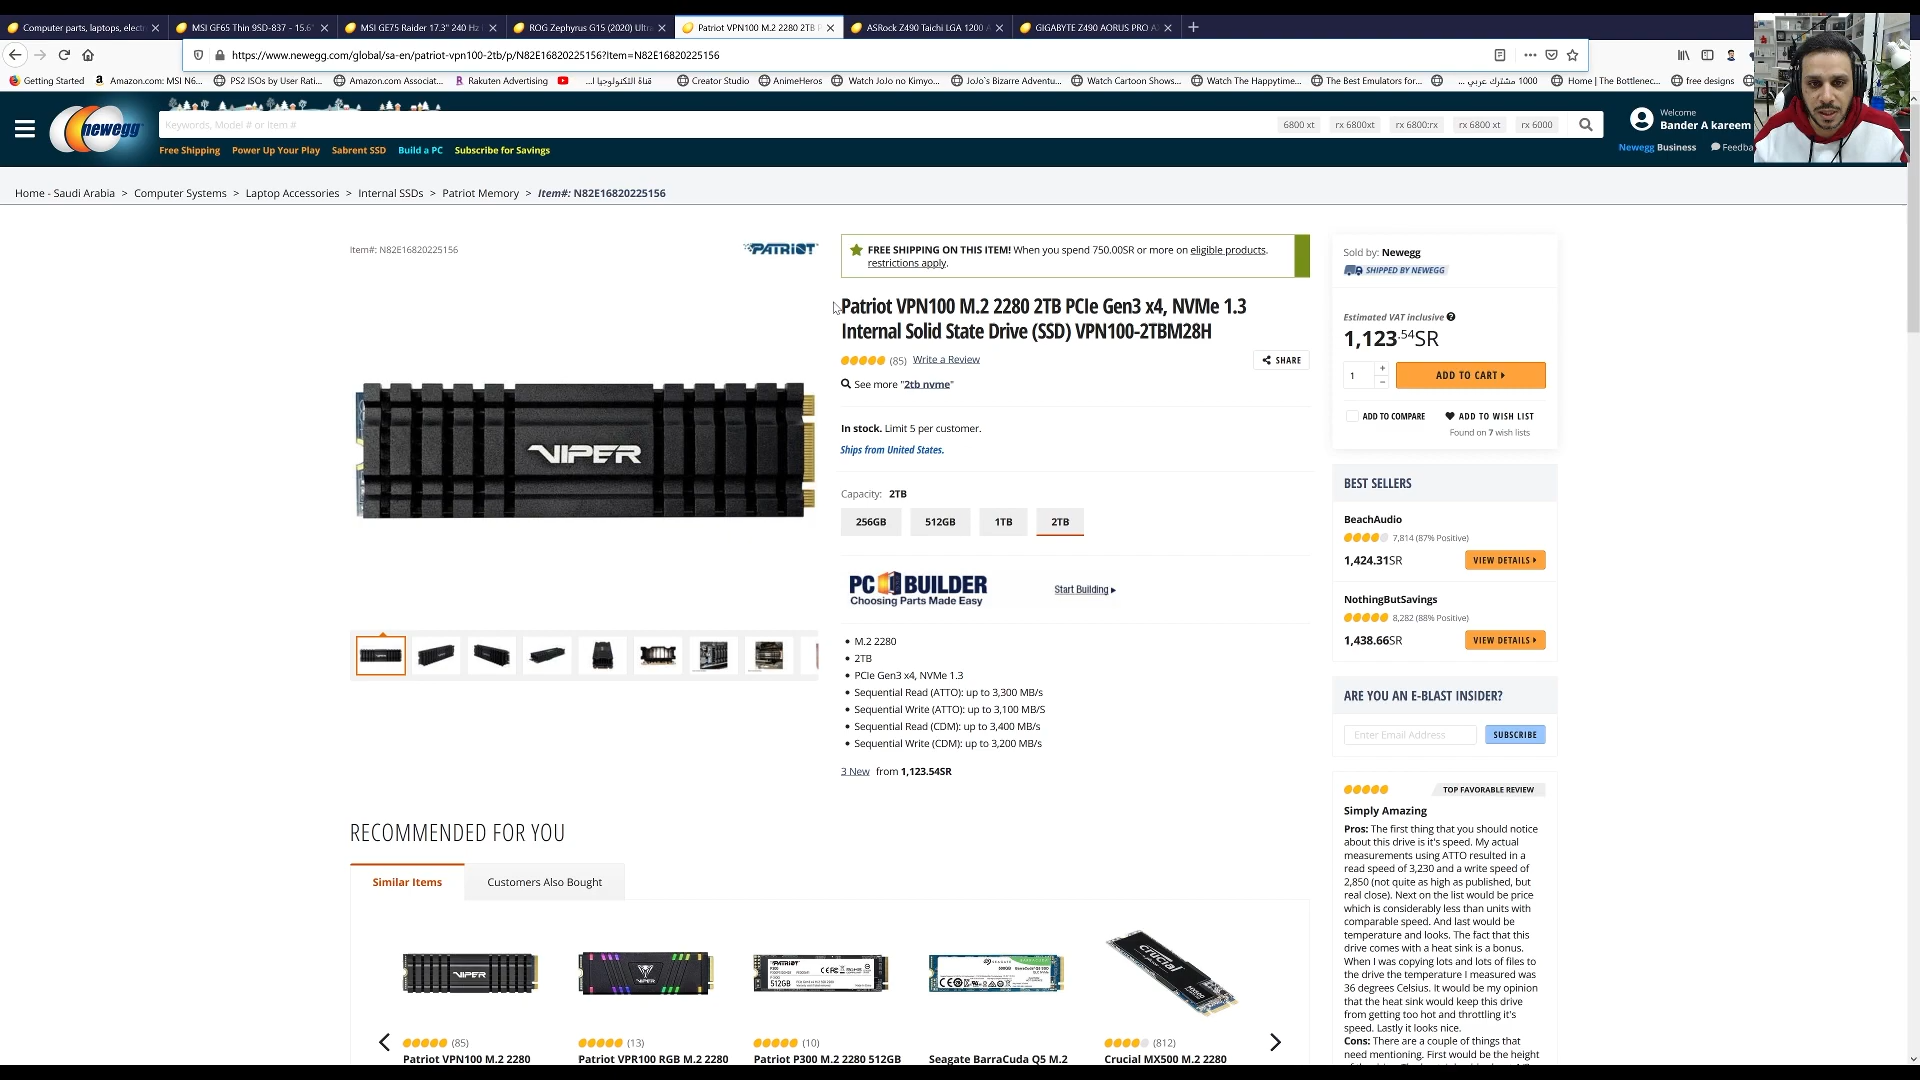 Computer parts, laptops, elect
MSI GF65 Thin 9SD-837 - 15.6"
MSI GE75 Raider 17.3" 240 Hz
ROG Zephyrus G15 (2020) Ultra
Patriot VPN100 M.2 2280 2TB P
ASRock Z490 Taichi LGA 1200
GIGABYTE Z490 AORUS PRO A
https://www.newegg.com/global/sa-en/patriot-vpn100-2tb/p/N82E16820225156?Item=N82E16820225156
Getting Started
Amazon.com: MSI N6...
PS2 ISOs by User Rati...
Amazon.com Associat...
Rakuten Advertising
قناة التكنولوجيا ا...
Creator Studio
AnimeHeros
Watch JoJo no Kimyo...
JoJo`s Bizarre Adventu...
Watch Cartoon Shows...
Watch The Happytime...
The Best Emulators for...
1000 مشترك عربي ...
Home | The Bottlenec...
free designs
newegg
Keywords, Model # or Item #
6800 xt
rx 6800xt
rx 6800:rx
rx 6800 xt
rx 6000
Welcome
Bander A kareem
Free Shipping
Power Up Your Play
Sabrent SSD
Build a PC
Subscribe for Savings
Newegg Business
Feedba
Home - Saudi Arabia > Computer Systems > Laptop Accessories > Internal SSDs > Patriot Memory > Item#: N82E16820225156
Item#: N82E16820225156
PATRIOT
VIPER
FREE SHIPPING ON THIS ITEM! When you spend 750.00SR or more on eligible products.
restrictions apply.
Patriot VPN100 M.2 2280 2TB PCIe Gen3 x4, NVMe 1.3
Internal Solid State Drive (SSD) VPN100-2TBM28H
(85) Write a Review
SHARE
See more "2tb nvme"
In stock. Limit 5 per customer.
Ships from United States.
Capacity: 2TB
256GB
512GB
1TB
2TB
PC BUILDER
Choosing Parts Made Easy
Start Building
• M.2 2280
• 2TB
• PCIe Gen3 x4, NVMe 1.3
• Sequential Read (ATTO): up to 3,300 MB/s
• Sequential Write (ATTO): up to 3,100 MB/S
• Sequential Read (CDM): up to 3,400 MB/s
• Sequential Write (CDM): up to 3,200 MB/s
3 New from 1,123.54SR
Sold by: Newegg
SHIPPED BY NEWEGG
Estimated VAT inclusive
1,123.54SR
1
ADD TO CART
ADD TO COMPARE
ADD TO WISH LIST
Found on 7 wish lists
BEST SELLERS
BeachAudio
7,814 (87% Positive)
1,424.31SR
VIEW DETAILS
NothingButSavings
8,282 (88% Positive)
1,438.66SR
VIEW DETAILS
ARE YOU AN E-BLAST INSIDER?
Enter Email Address
SUBSCRIBE
TOP FAVORABLE REVIEW
Simply Amazing
Pros: The first thing that you should notice
about this drive is it's speed. My actual
measurements using ATTO resulted in a
read speed of 3,230 and a write speed of
2,850 (not quite as high as published, but
real close). Next on the list would be price
which is considerably less than units with
comparable speed. And last would be
temperature and looks. The fact that this
drive comes with a heat sink is a bonus.
When I was copying lots and lots of files to
the drive the temperature I measured was
36 degrees Celsius. It would be my opinion
that the heat sink would keep this drive
from getting too hot and throttling it's
speed. Lastly it looks nice.
Cons: There are a couple of things that
need mentioning. First would be the height
RECOMMENDED FOR YOU
Similar Items
Customers Also Bought
VIPER
VIPER
PATRIOT
512GB
crucial
(85)
(13)
(10)
(812)
Patriot VPN100 M.2 2280
Patriot VPR100 RGB M.2 2280
Patriot P300 M.2 2280 512GB
Seagate BarraCuda Q5 M.2
Crucial MX500 M.2 2280